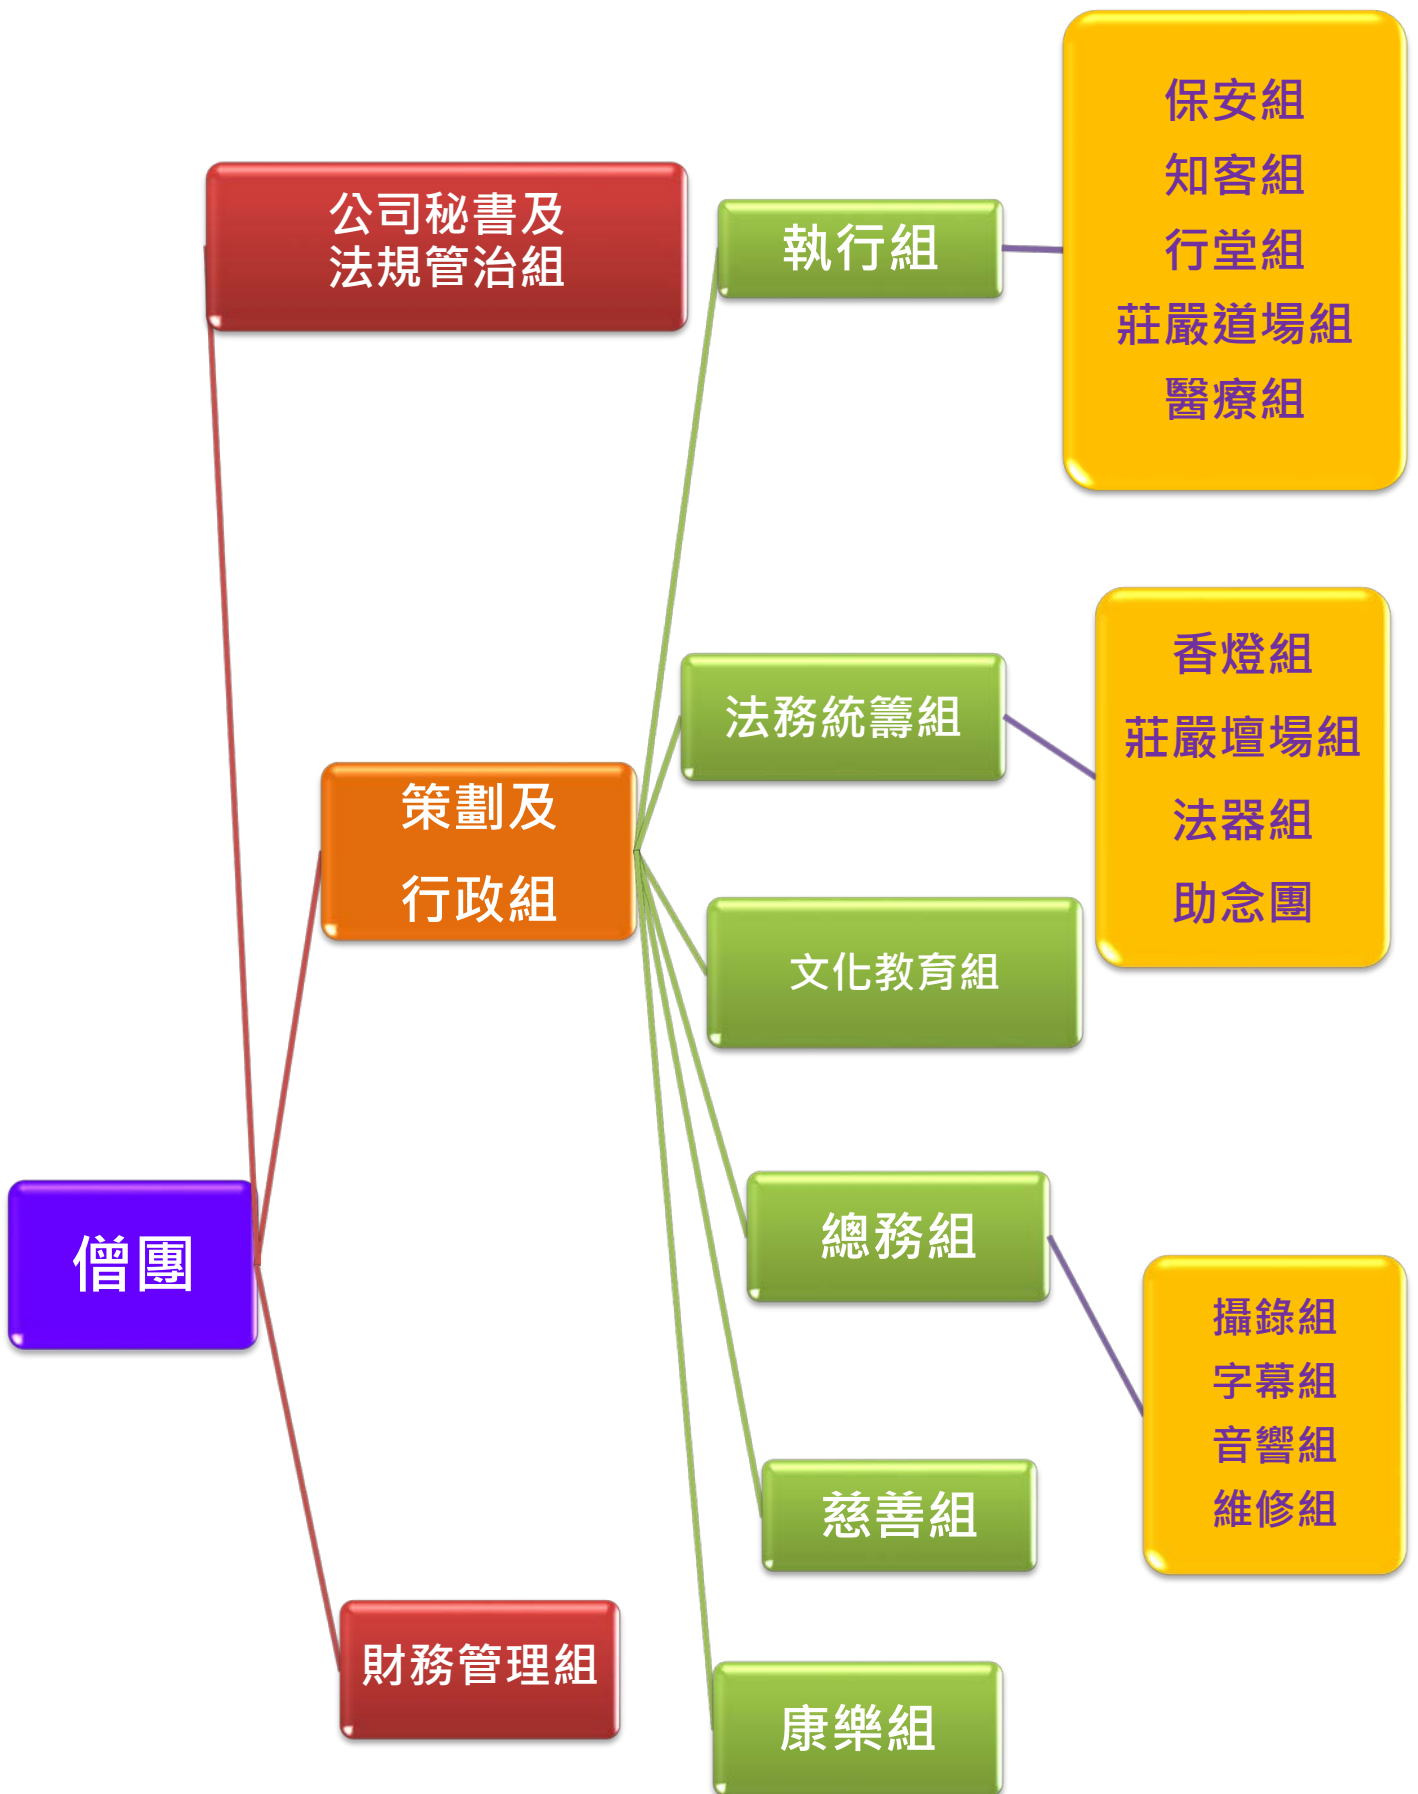 僧團
公司秘書及
法規管治組
策劃及
行政組
財務管理組
執行組
法務統籌組
文化教育組
總務組
慈善組
康樂組
保安組
知客組
行堂組
莊嚴道場組
醫療組
香燈組
莊嚴壇場組
法器組
助念團
攝錄組
字幕組
音響組
維修組